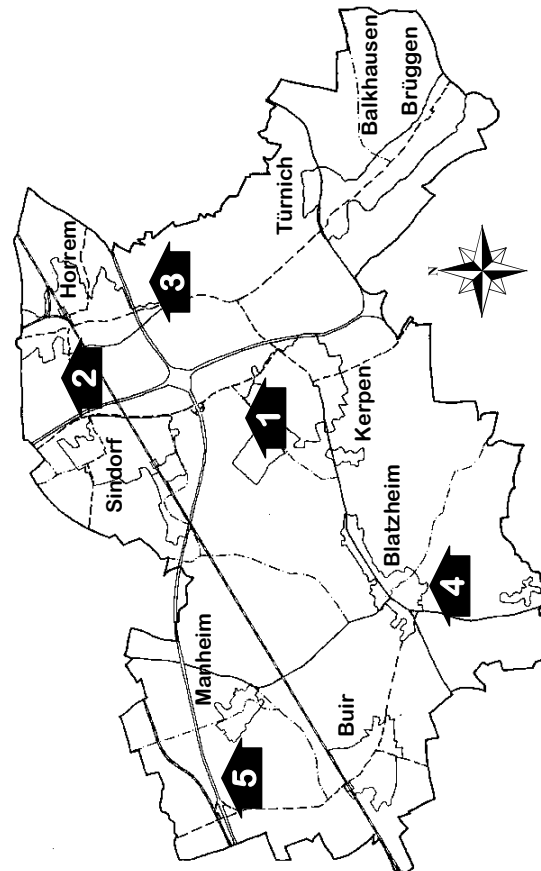 Balkhausen
Brüggen
Türnich
Horrem
3
2
1
Sindorf
Kerpen
Blatzheim
4
Manheim
Buir
5
N